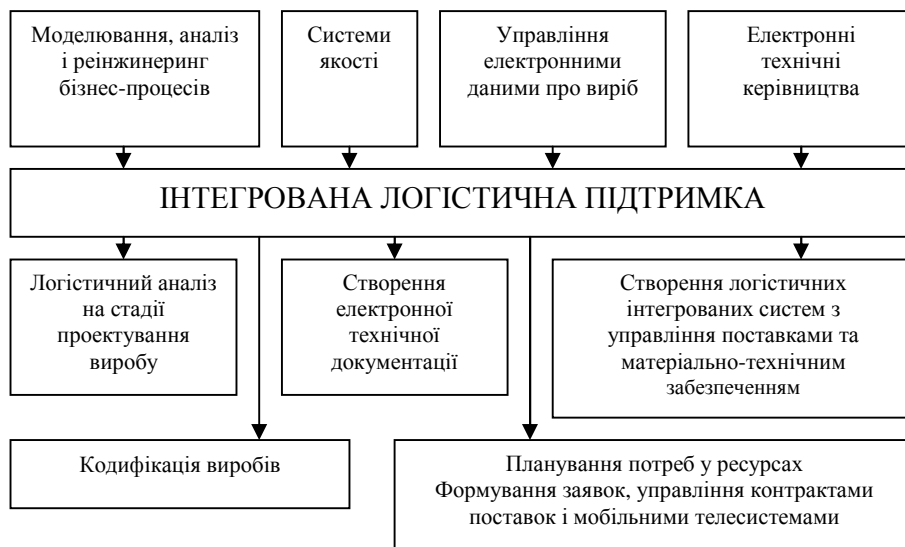 Моделювання, аналіз
і реінжинеринг
бізнес-процесів
Системи
якості
Управління
електронними
даними про виріб
Електронні
технічні
керівництва
ІНТЕГРОВАНА ЛОГІСТИЧНА ПІДТРИМКА
Логістичний аналіз
на стадії
проектування
виробу
Створення
електронної
технічної
документації
Створення логістичних
інтегрованих систем з
управління поставками та
матеріально-технічним
забезпеченням
Кодифікація виробів
Планування потреб у ресурсах
Формування заявок, управління контрактами
поставок і мобільними телесистемами